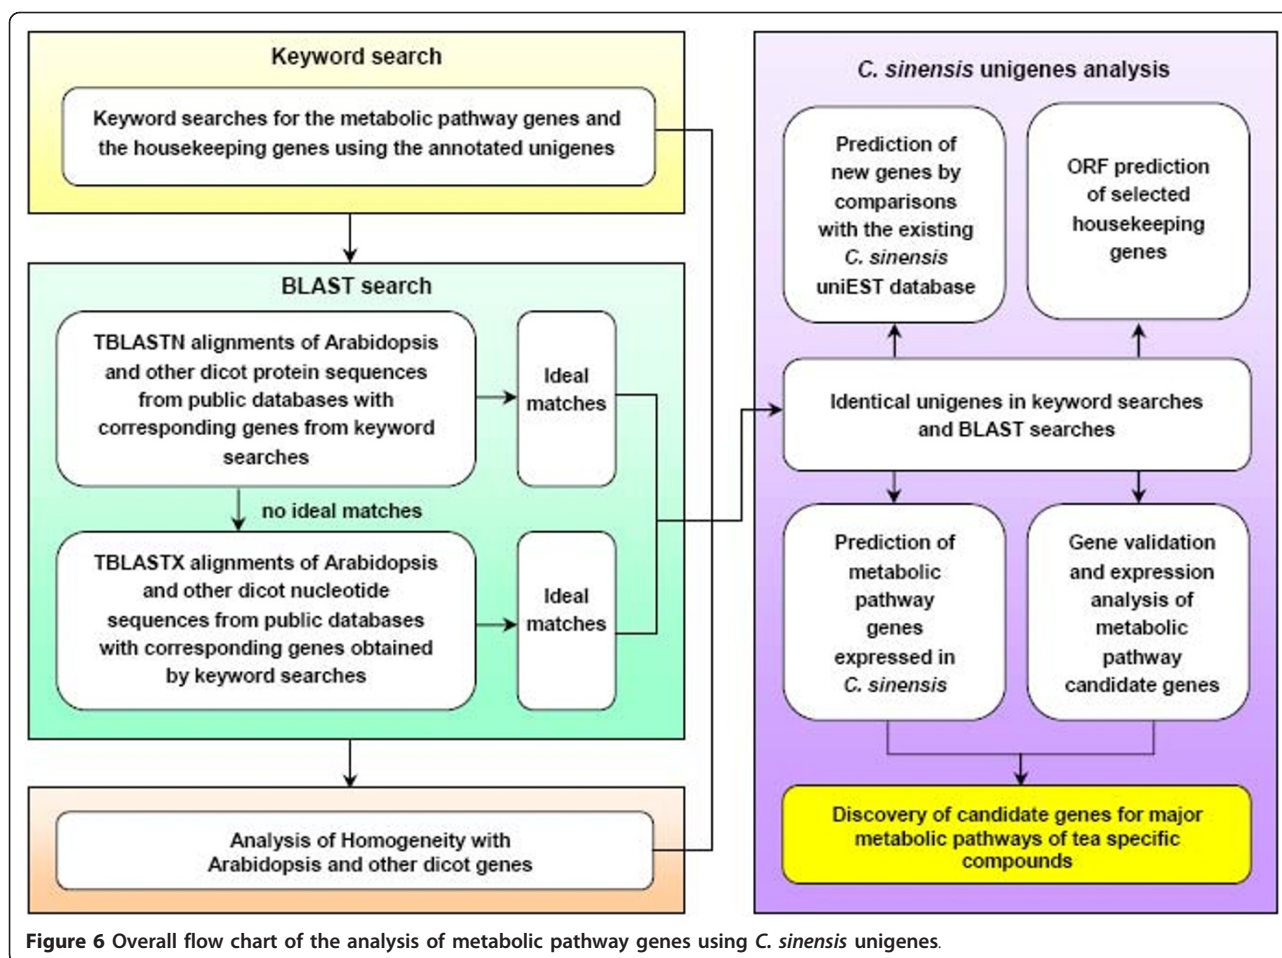 Keyword search
Keyword searches for the metabolic pathway genes and
the housekeeping genes using the annotated unigenes
BLAST search
TBLASTN alignments of Arabidopsis
and other dicot protein sequences
from public databases with
corresponding genes from keyword
searches
Ideal
matches
no ideal matches
TBLASTX alignments of Arabidopsis
and other dicot nucleotide
sequences from public databases
with corresponding genes obtained
by keyword searches
Ideal
matches
Analysis of Homogeneity with
Arabidopsis and other dicot genes
C. sinensis unigenes analysis
Prediction of
new genes by
comparisons
with the existing
C. sinensis
uniEST database
ORF prediction
of selected
housekeeping
genes
Identical unigenes in keyword searches
and BLAST searches
Prediction of
metabolic
pathway
genes
expressed in
C. sinensis
Gene validation
and expression
analysis of
metabolic
pathway
candidate genes
Discovery of candidate genes for major
metabolic pathways of tea specific
compounds
Figure 6 Overall flow chart of the analysis of metabolic pathway genes using C. sinensis unigenes.